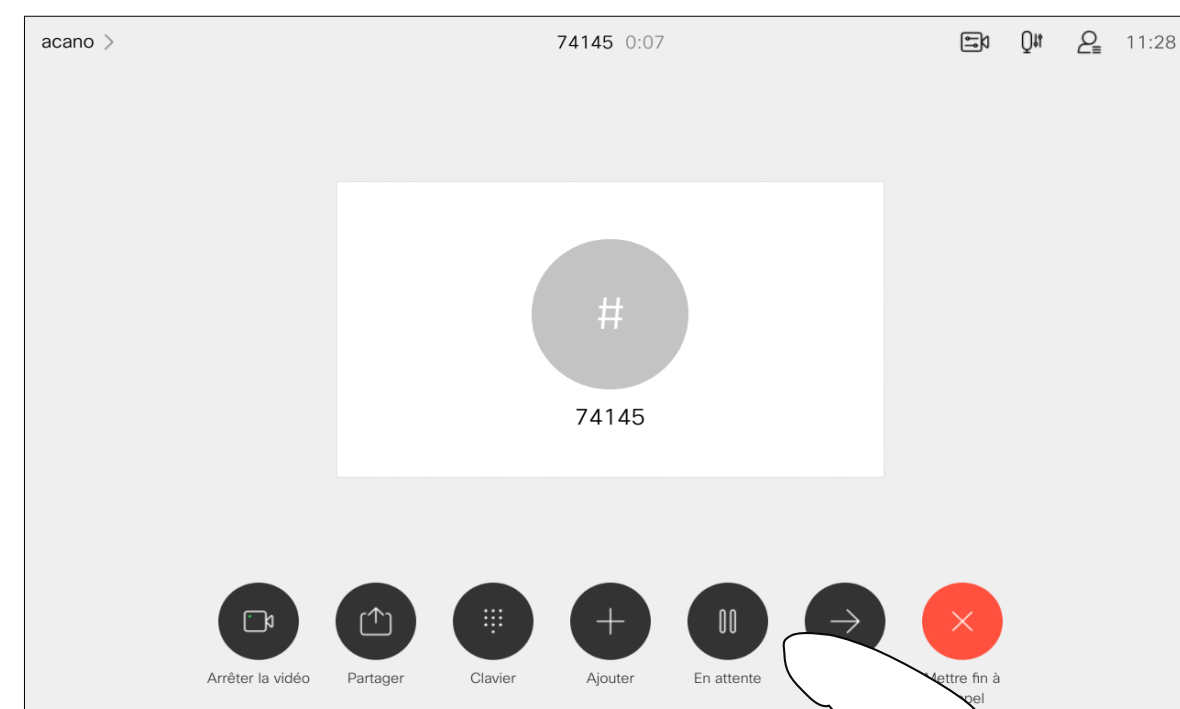 acano >
74145 0:07
11:28
#
74145
Arrêter la vidéo
Partager
Clavier
Ajouter
En attente
Mettre fin à